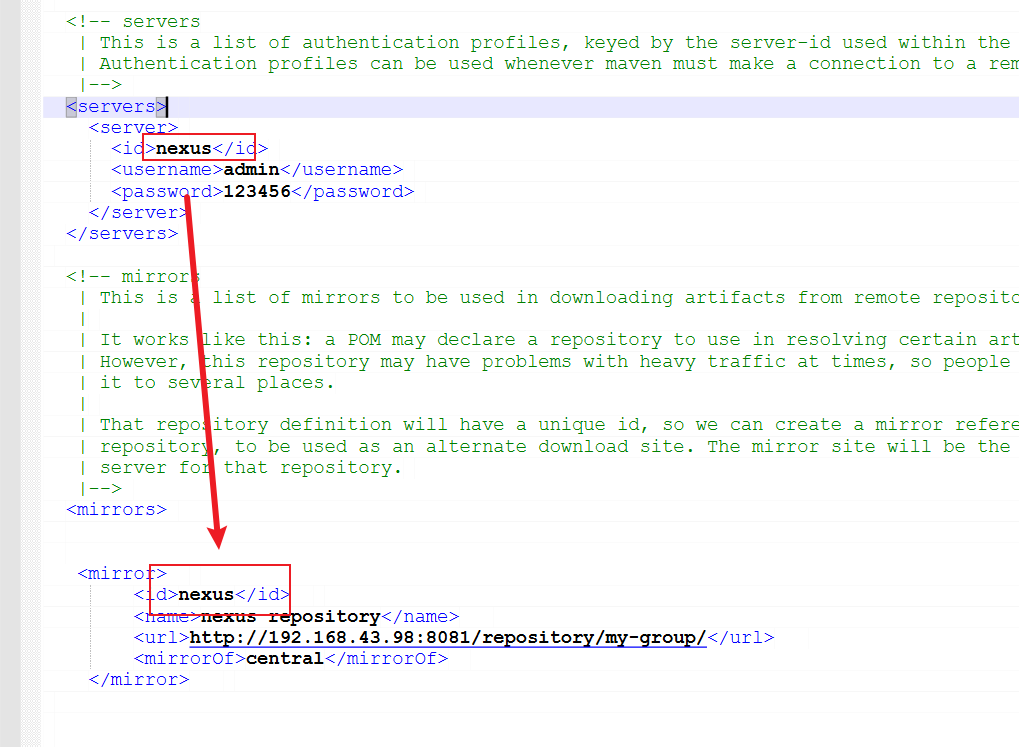 <!-- servers
| This is a list of authentication profiles, keyed by the server-id used within the
| Authentication profiles can be used whenever maven must make a connection to a rem
|-->
<servers>
<server>
<id>nexus</id>
<username>admin</username>
<password>123456</password>
</server>
</servers>
<!-- mirrors
| This is a list of mirrors to be used in downloading artifacts from remote reposito
|
| It works like this: a POM may declare a repository to use in resolving certain art
| However, this repository may have problems with heavy traffic at times, so people
| it to several places.
|
| That repository definition will have a unique id, so we can create a mirror refere
| repository, to be used as an alternate download site. The mirror site will be the
| server for that repository.
|-->
<mirrors>
<mirror>
<id>nexus</id>
<name>nexus repository</name>
<url>http://192.168.43.98:8081/repository/my-group/</url>
<mirrorOf>central</mirrorOf>
</mirror>